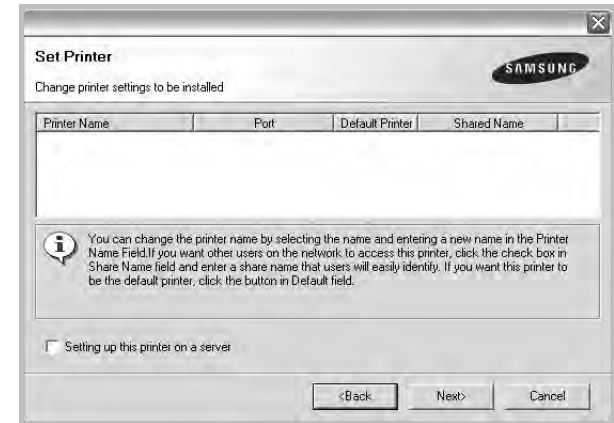 Set Printer
SAMSUNG
Change printer settings to be installed
Printer Name Port Default Printer Shared Name
You can change the printer name by selecting the name and entering a new name in the Printer
Name Field.If you want other users on the network to access this printer, click the check box in
Share Name field and enter a share name that users will easily identify. If you want this printer to
be the default printer, click the button in Default field.
Setting up this printer on a server
<Back Next> Cancel